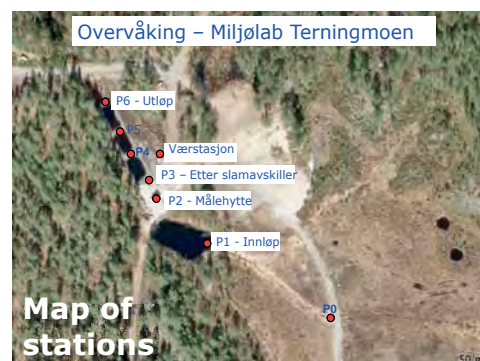 Overvåking – Miljølab Terningmoen
P6 - Utløp
P5
P4
Værstasjon
P3 – Etter slamavskiller
P2 - Målehytte
P1 - Innløp
P0
Map of
stations